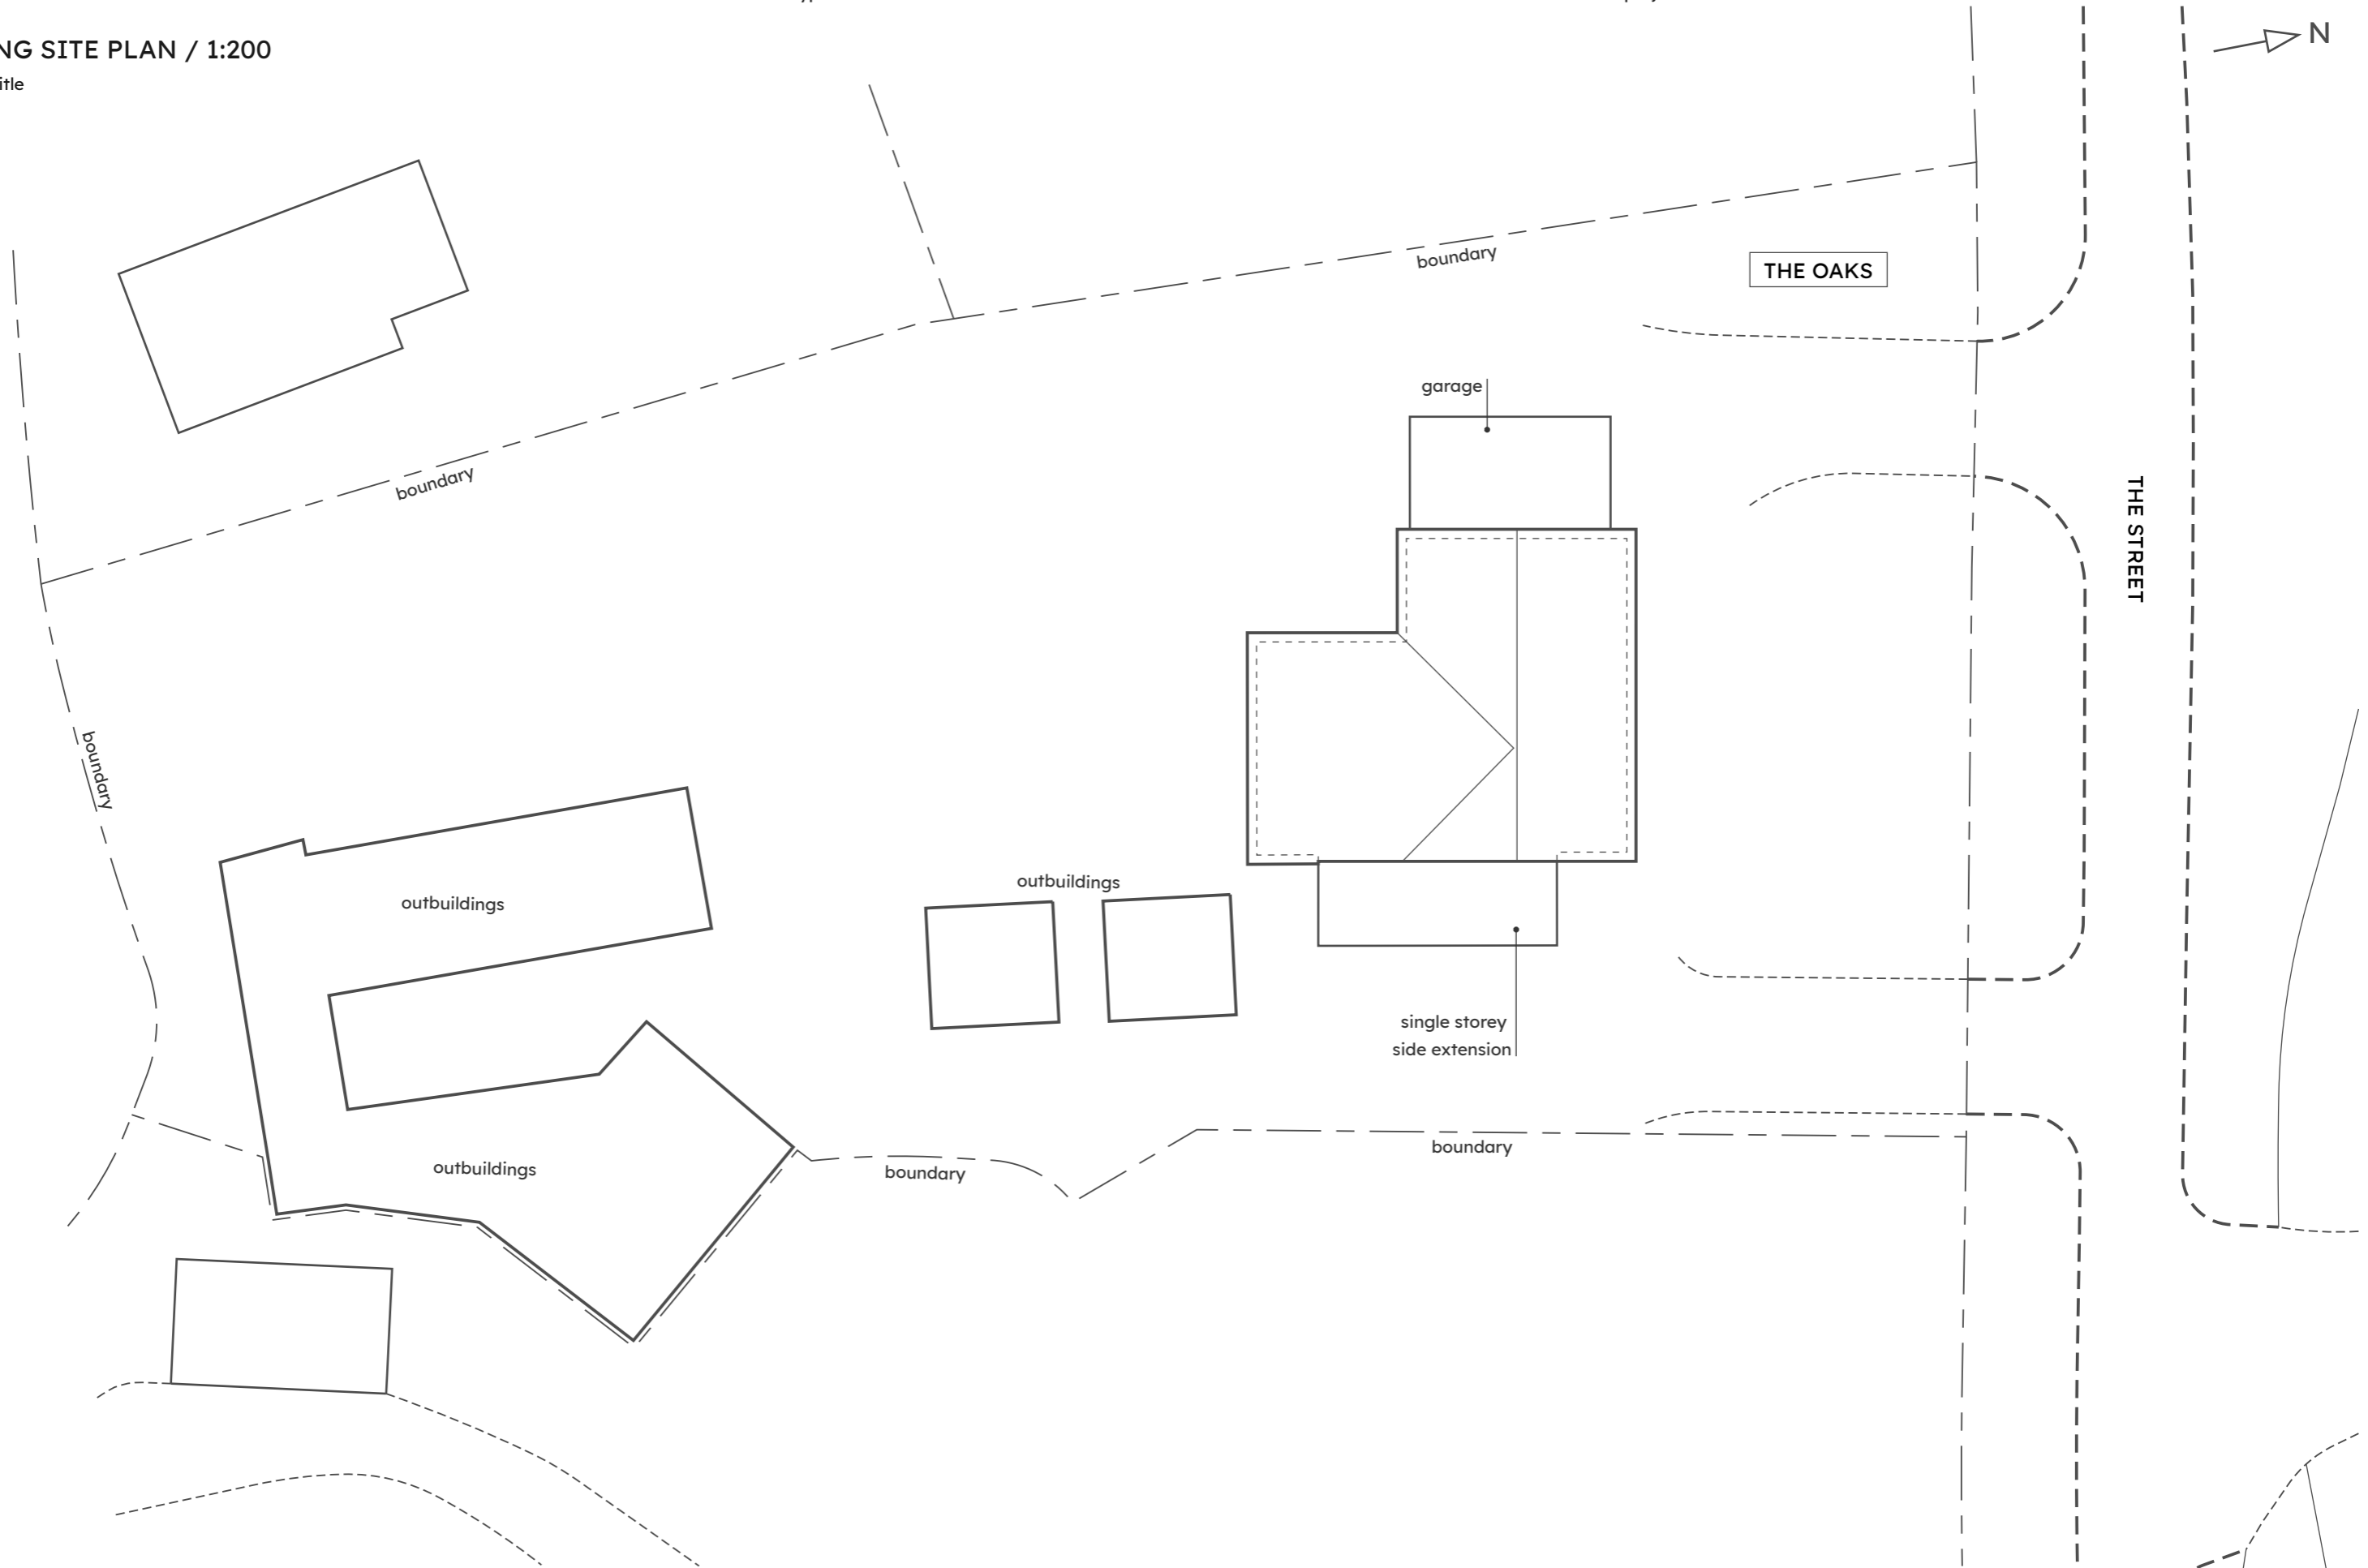 NG SITE PLAN / 1:200
itle
N
boundary
THE OAKS
garage
boundary
THE STREET
boundary
outbuildings
outbuildings
single storey
side extension
boundary
outbuildings
boundary